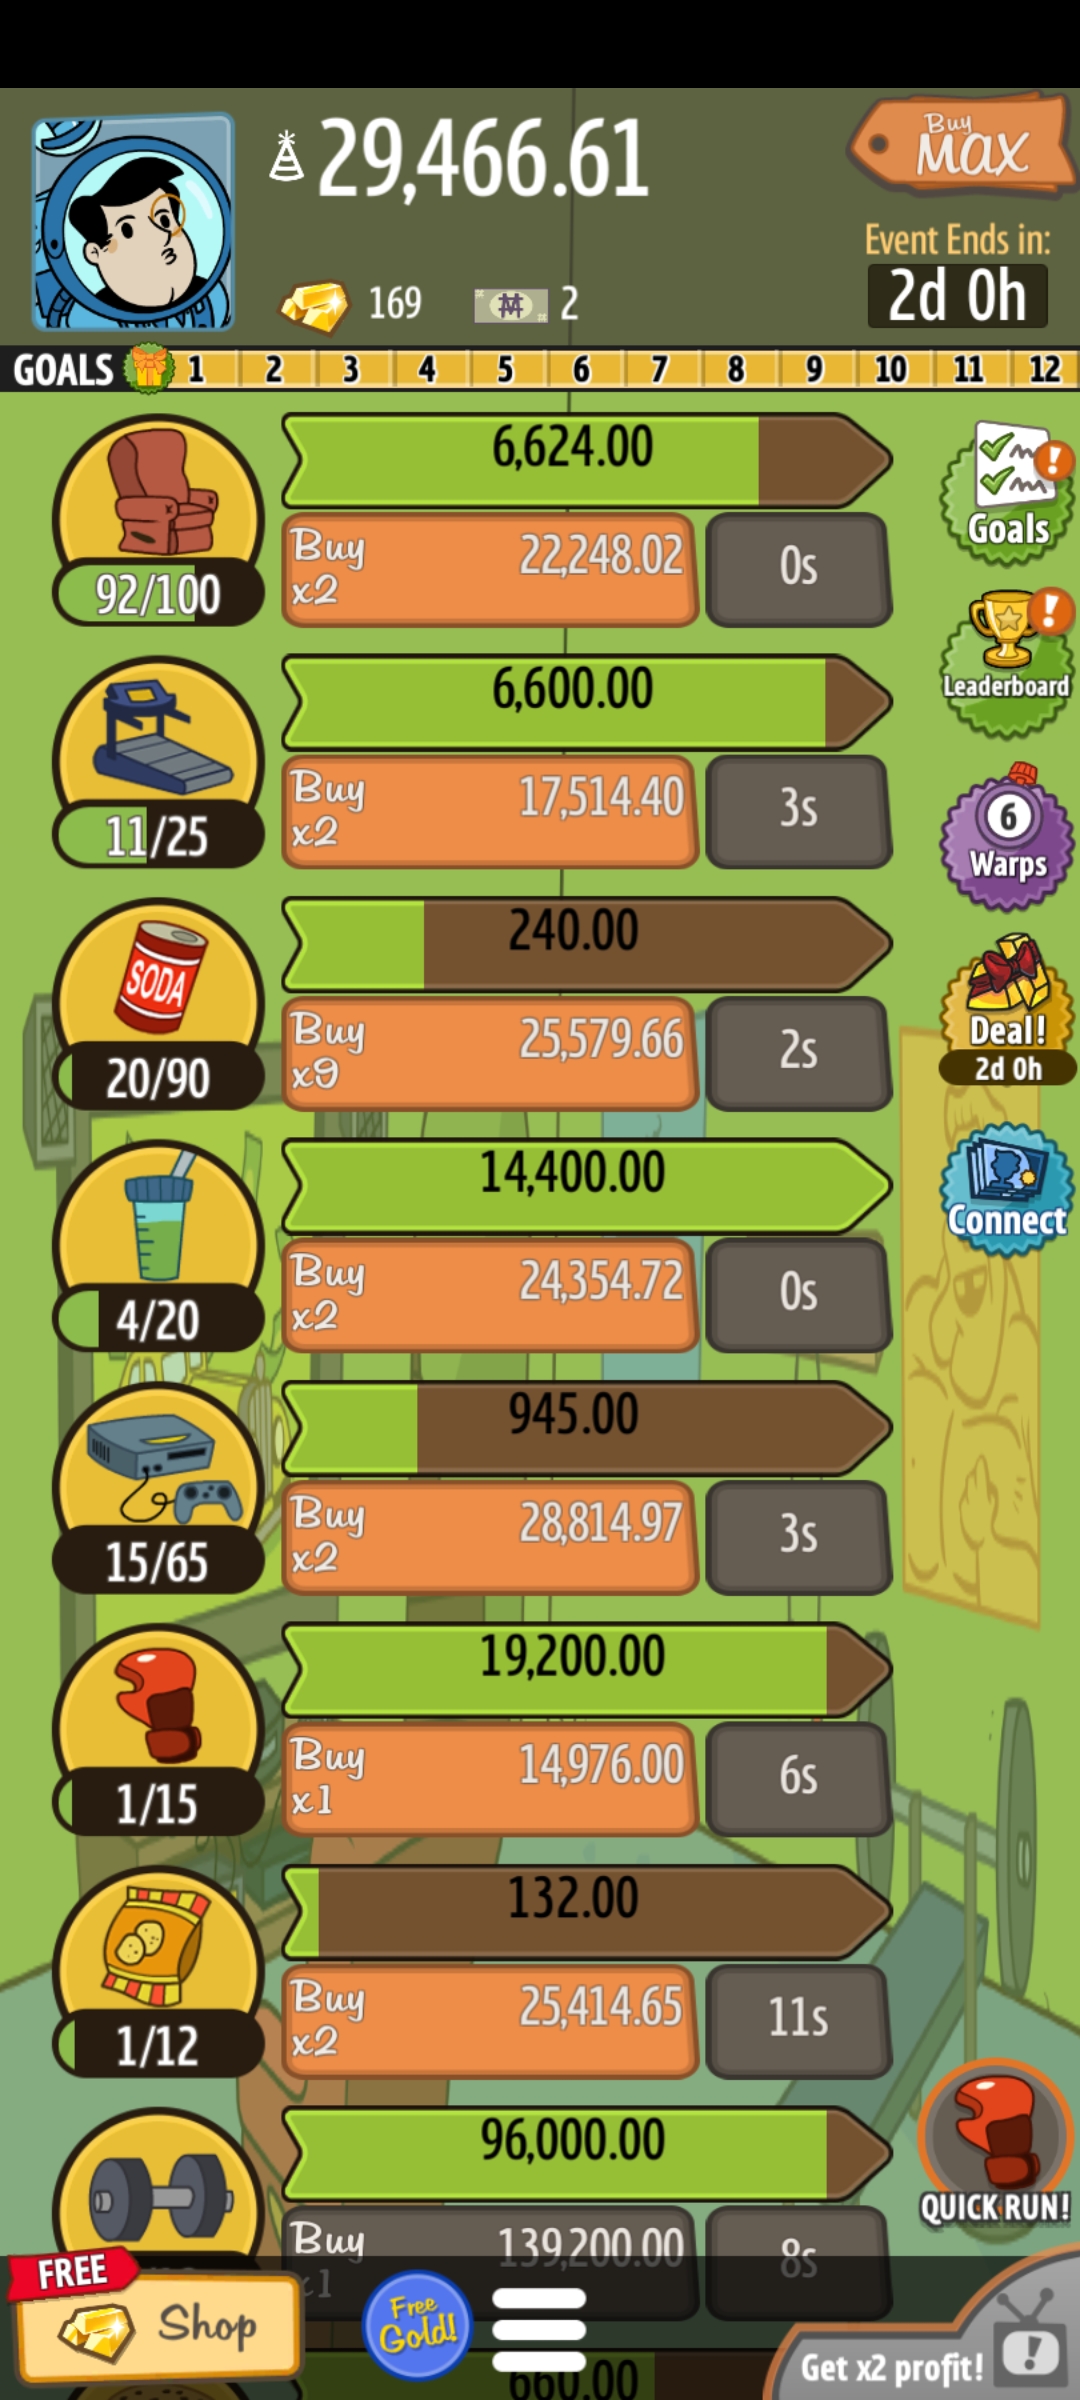 29,466.61
Buy
MAX
Event Ends in:
2d 0h
169
2
GOALS 1 2 3 4 5 6 7 8 9 10 11 12
6,624.00
Buy
x2
22,248.02
0s
92/100
Goals
6,600.00
Buy
x2
17,514.40
3s
11/25
Leaderboard
6
Warps
240.00
SODA
Buy
x9
25,579.66
2s
20/90
Deal!
2d 0h
14,400.00
Buy
x2
24,354.72
0s
4/20
Connect
945.00
Buy
x2
28,814.97
3s
15/65
19,200.00
Buy
x1
14,976.00
6s
1/15
132.00
Buy
x2
25,414.65
11s
1/12
96,000.00
Buy
x1
139,200.00
8s
QUICK RUN!
FREE
Shop
Free
Gold!
660.00
Get x2 profit!